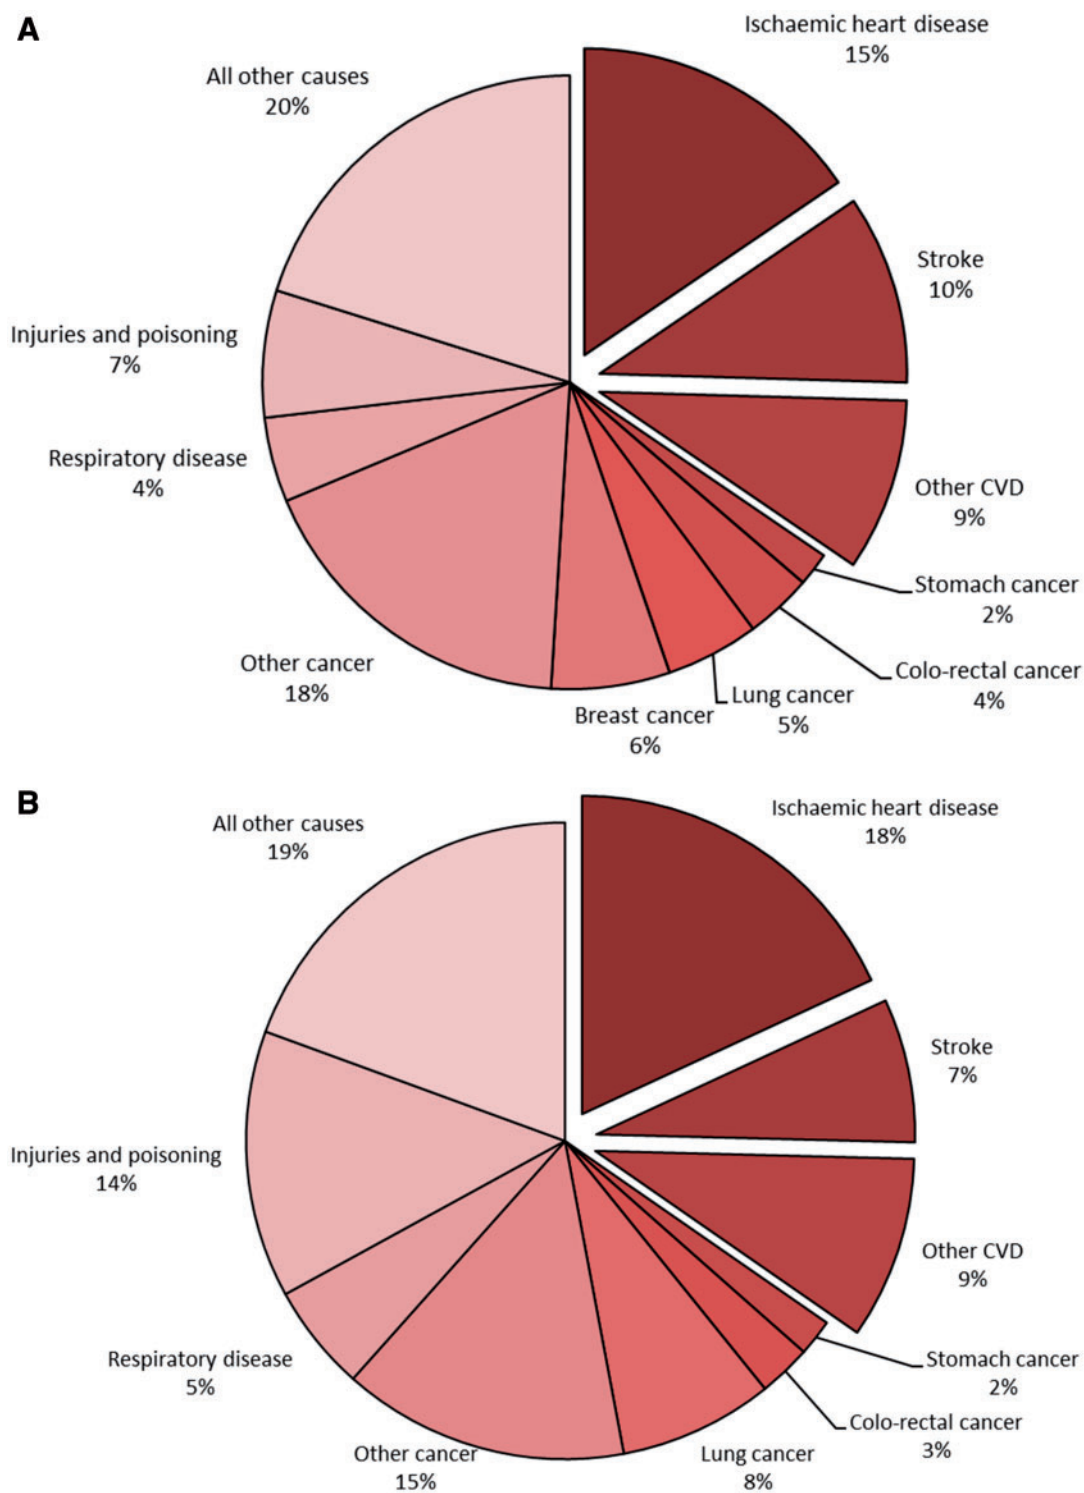 A
Ischaemic heart disease
15%
All other causes
20%
Stroke
10%
Injuries and poisoning
7%
Respiratory disease
4%
Other CVD
9%
Stomach cancer
2%
Colo-rectal cancer
4%
Other cancer
18%
Lung cancer
5%
Breast cancer
6%
B
Ischaemic heart disease
18%
All other causes
19%
Stroke
7%
Injuries and poisoning
14%
Other CVD
9%
Respiratory disease
5%
Stomach cancer
2%
Colo-rectal cancer
3%
Other cancer
15%
Lung cancer
8%